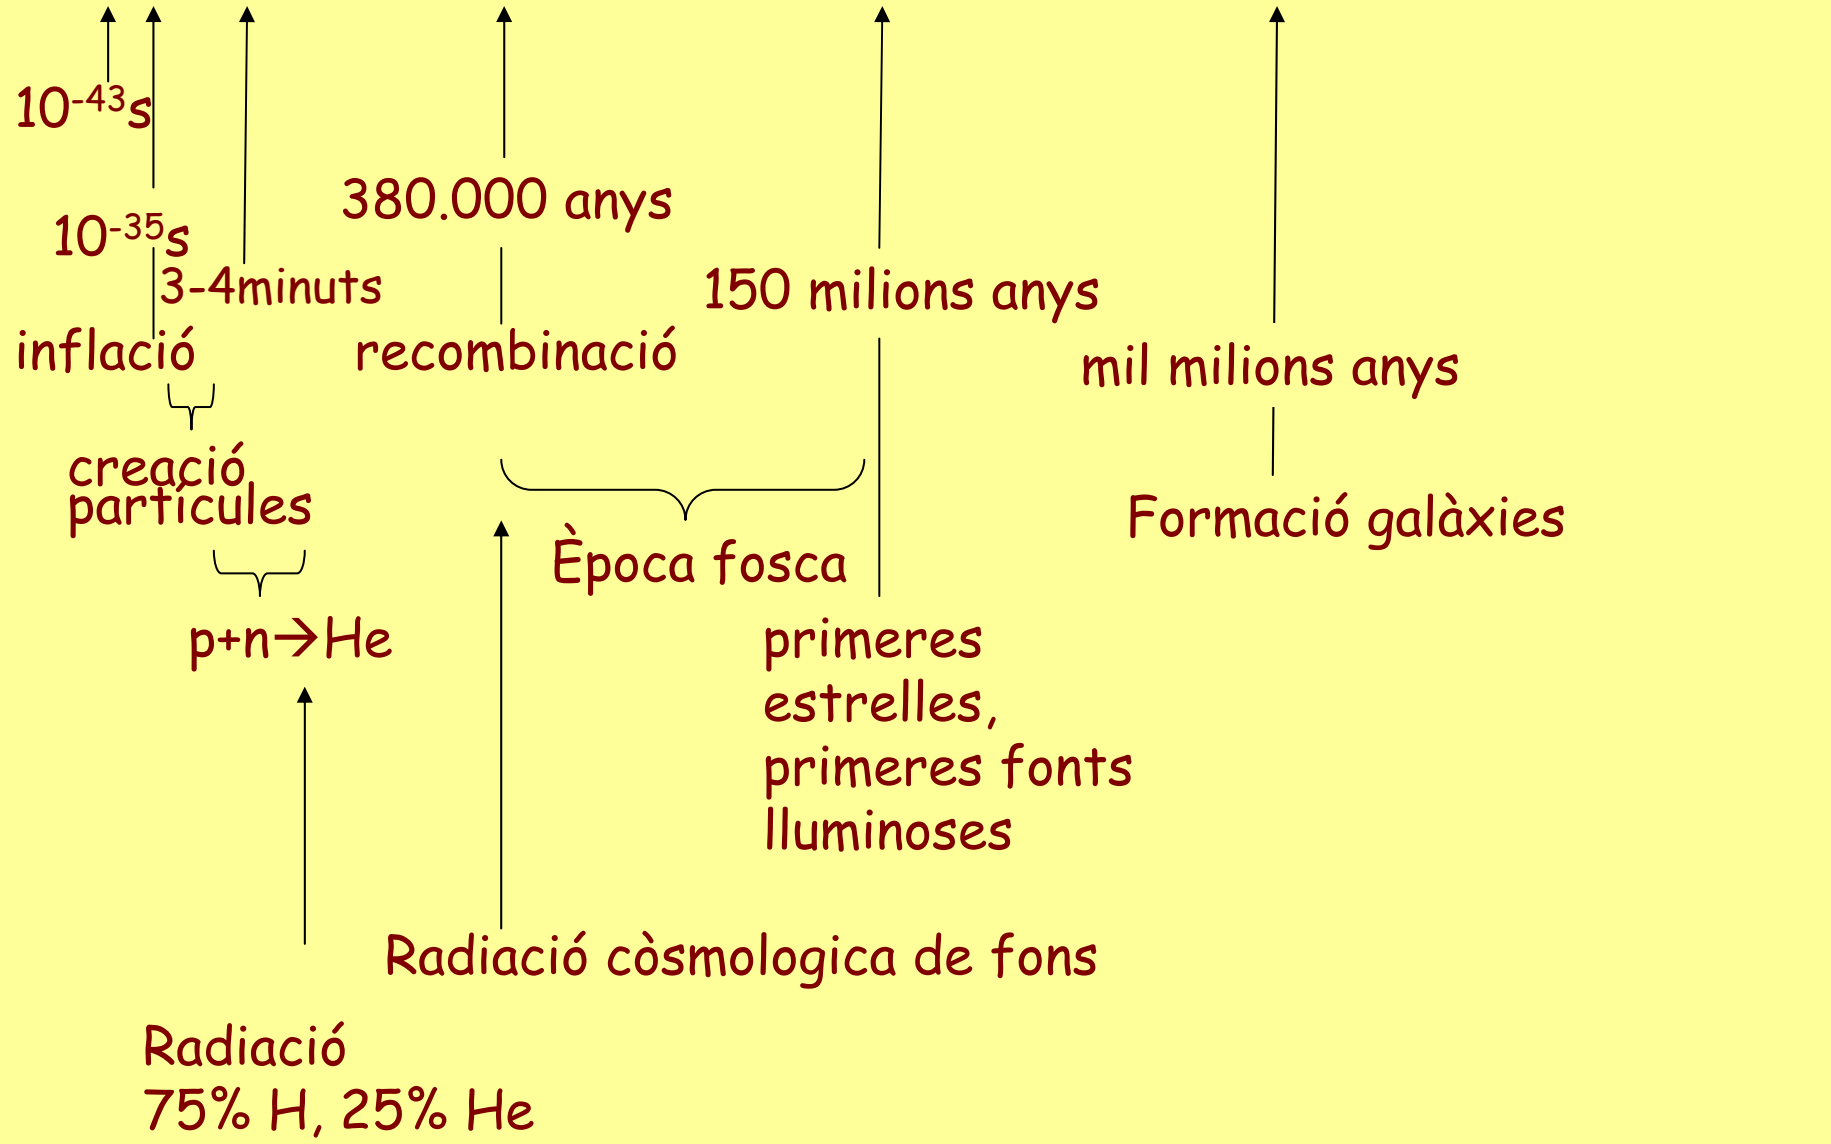 10⁻⁴³s
380.000 anys
10⁻³⁵s
3-4minuts
150 milions anys
inflació
recombinació
mil milions anys
creació
partícules
Formació galàxies
Època fosca
p+n→He
primeres
estrelles,
primeres fonts
lluminoses
Radiació còsmologica de fons
Radiació
75% H, 25% He